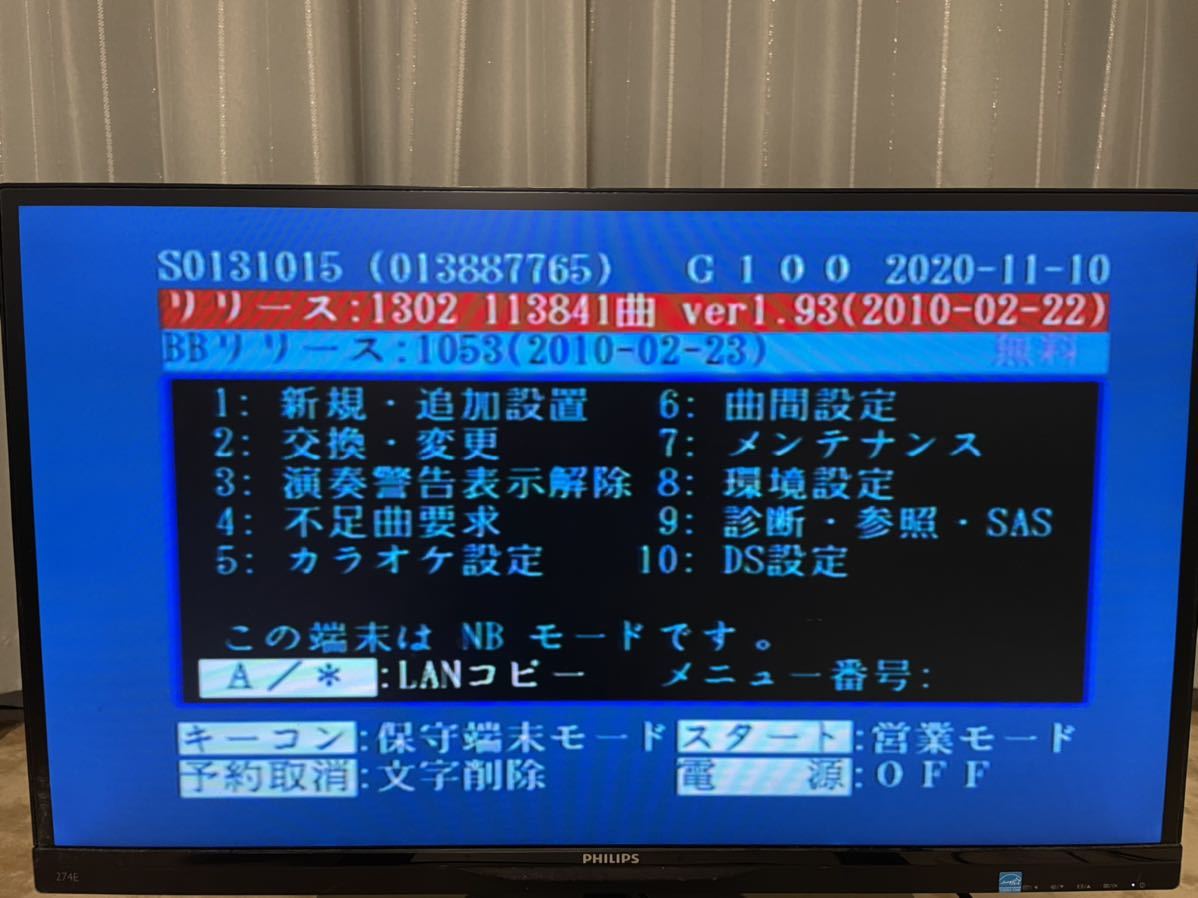 S0131015 (013887765) G100 2020-11-10
リリース:1302 113841曲 ver1.93(2010-02-22)
BBリリース:1053(2010-02-23) 無料
1: 新規・追加設置 6: 曲間設定
2: 交換・変更 7: メンテナンス
3: 演奏警告表示解除 8: 環境設定
4: 不足曲要求 9: 診断・参照・SAS
5: カラオケ設定 10: DS設定
この端末は NB モードです。
A/*:LANコピー メニュー番号:
キーコン:保守端末モード スタート:営業モード
予約取消:文字削除 電源:OFF
PHILIPS
274E